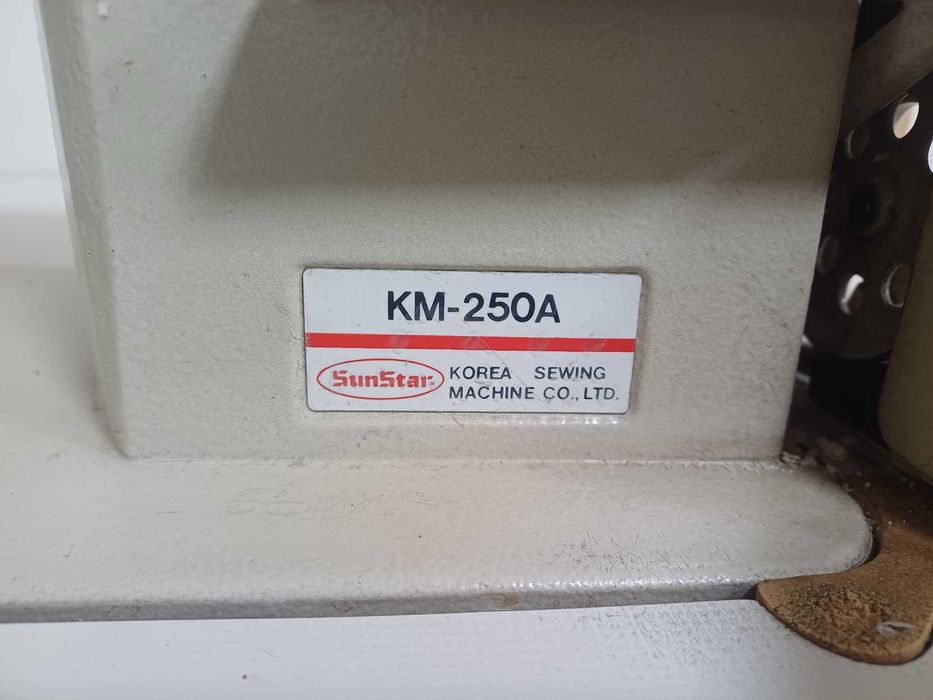 KM-250A
SunStar
KOREA SEWING
MACHINE CO., LTD.